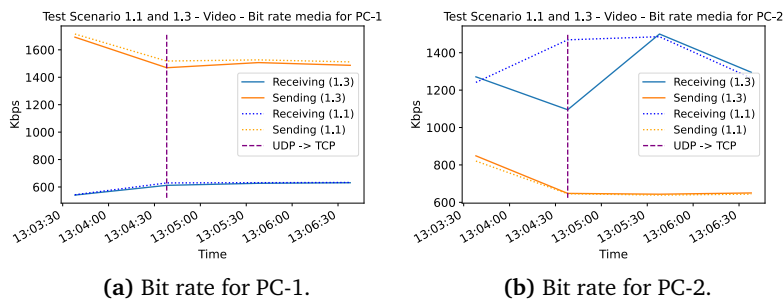 Test Scenario 1.1 and 1.3 - Video - Bit rate media for PC-1
1600
1400
1200
1000
800
600
Kbps
Receiving (1.3)
Sending (1.3)
Receiving (1.1)
Sending (1.1)
UDP -> TCP
13:03:30
13:04:00
13:04:30
13:05:00
13:05:30
13:06:00
13:06:30
Time
(a) Bit rate for PC-1.
Test Scenario 1.1 and 1.3 - Video - Bit rate media for PC-2
1400
1200
1000
800
600
Kbps
Receiving (1.3)
Sending (1.3)
Receiving (1.1)
Sending (1.1)
UDP -> TCP
13:03:30
13:04:00
13:04:30
13:05:00
13:05:30
13:06:00
13:06:30
Time
(b) Bit rate for PC-2.